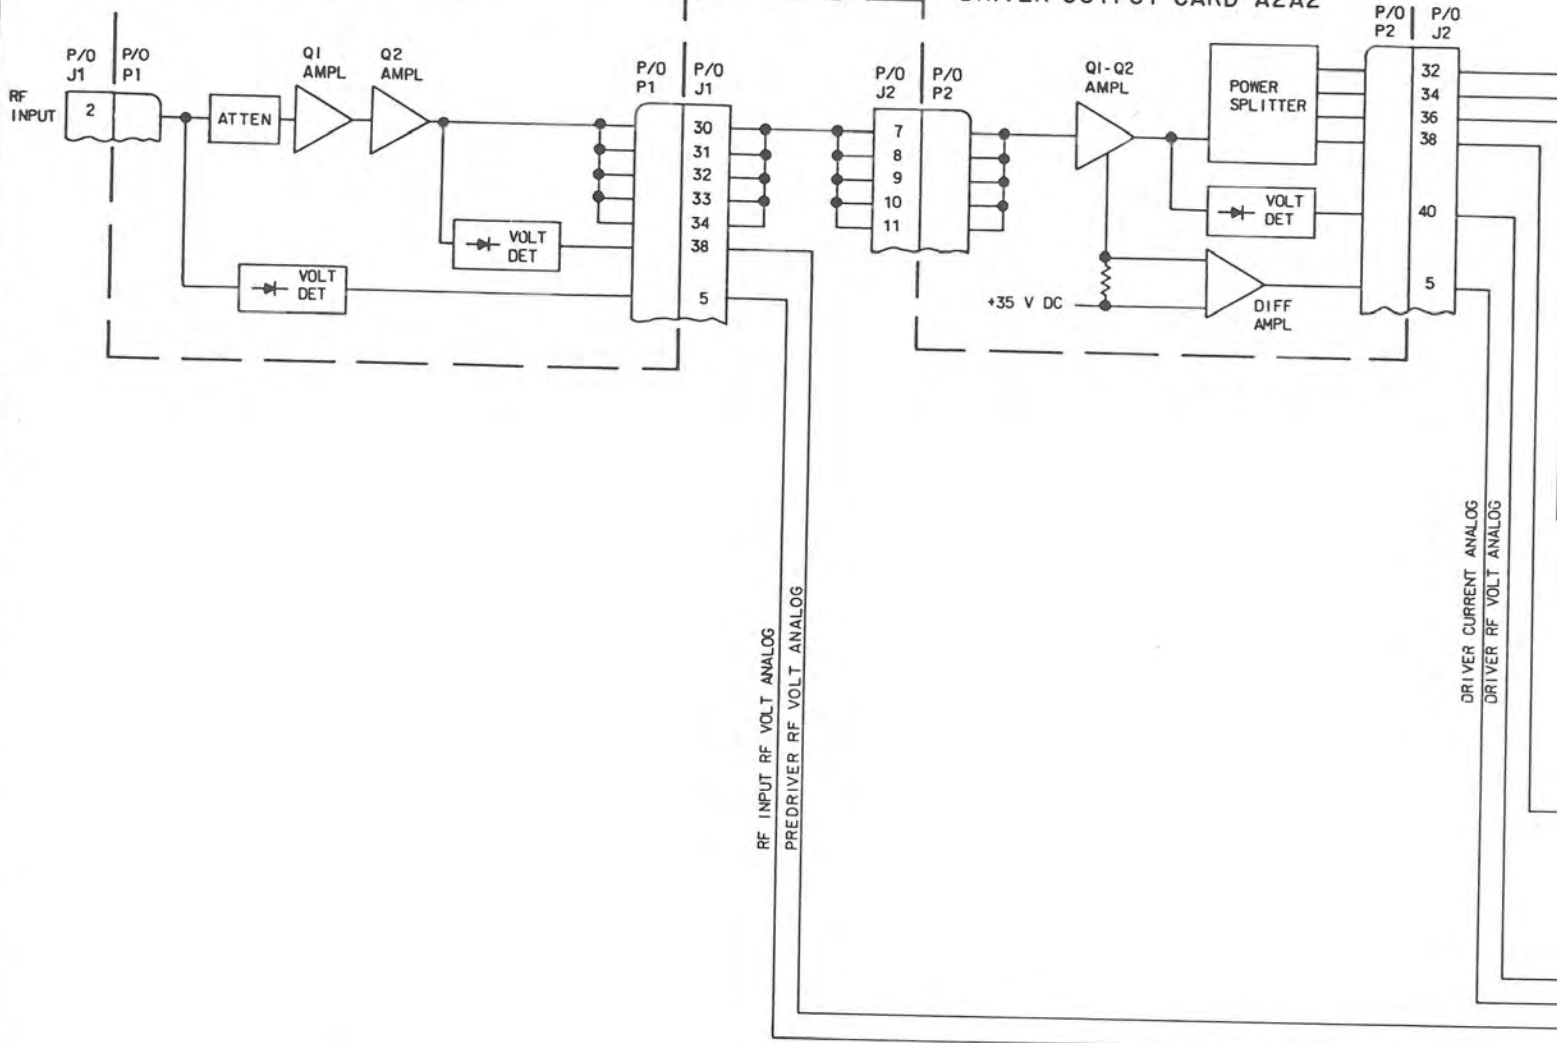 P/O
J1
P/O
P1
RF
INPUT
2
ATTEN
Q1
AMPL
Q2
AMPL
VOLT
DET
VOLT
DET
P/O
P1
P/O
J1
30
31
32
33
34
38
5
DRIVER OUTPUT CARD A2A2
P/O
J2
P/O
P2
7
8
9
10
11
Q1-Q2
AMPL
POWER
SPLITTER
VOLT
DET
+35 V DC
DIFF
AMPL
P/O
P2
P/O
J2
32
34
36
38
40
5
RF INPUT RF VOLT ANALOG
PREDRIVER RF VOLT ANALOG
DRIVER CURRENT ANALOG
DRIVER RF VOLT ANALOG